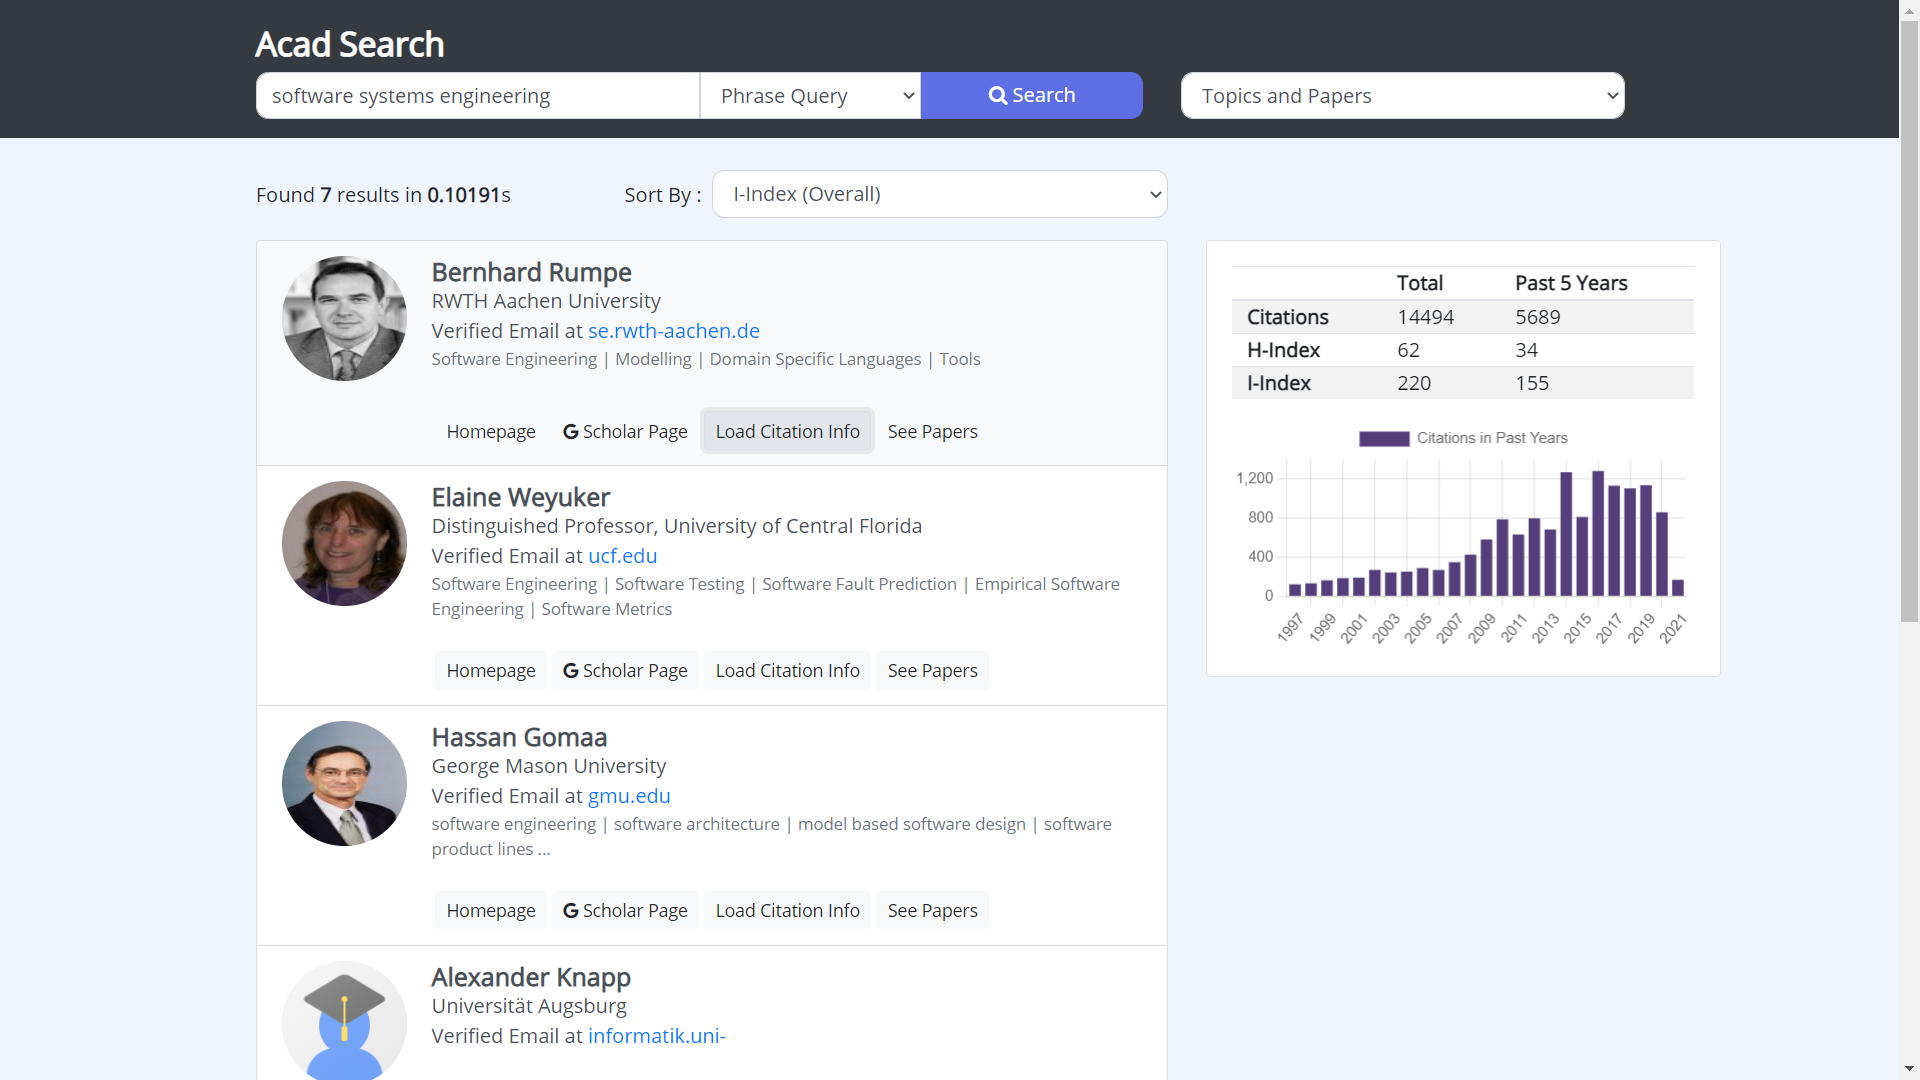 Acad Search
software systems engineering
Phrase Query
Search
Topics and Papers
Found 7 results in 0.10191s
Sort By :
I-Index (Overall)
Bernhard Rumpe
RWTH Aachen University
Verified Email at se.rwth-aachen.de
Software Engineering | Modelling | Domain Specific Languages | Tools
Homepage
G Scholar Page
Load Citation Info
See Papers
Elaine Weyuker
Distinguished Professor, University of Central Florida
Verified Email at ucf.edu
Software Engineering | Software Testing | Software Fault Prediction | Empirical Software
Engineering | Software Metrics
Homepage
G Scholar Page
Load Citation Info
See Papers
Hassan Gomaa
George Mason University
Verified Email at gmu.edu
software engineering | software architecture | model based software design | software
product lines ...
Homepage
G Scholar Page
Load Citation Info
See Papers
Alexander Knapp
Universität Augsburg
Verified Email at informatik.uni-
Total Past 5 Years
Citations 14494 5689
H-Index 62 34
I-Index 220 155
Citations in Past Years
1,200
800
400
0
1997 1999 2001 2003 2005 2007 2009 2011 2013 2015 2017 2019 2021